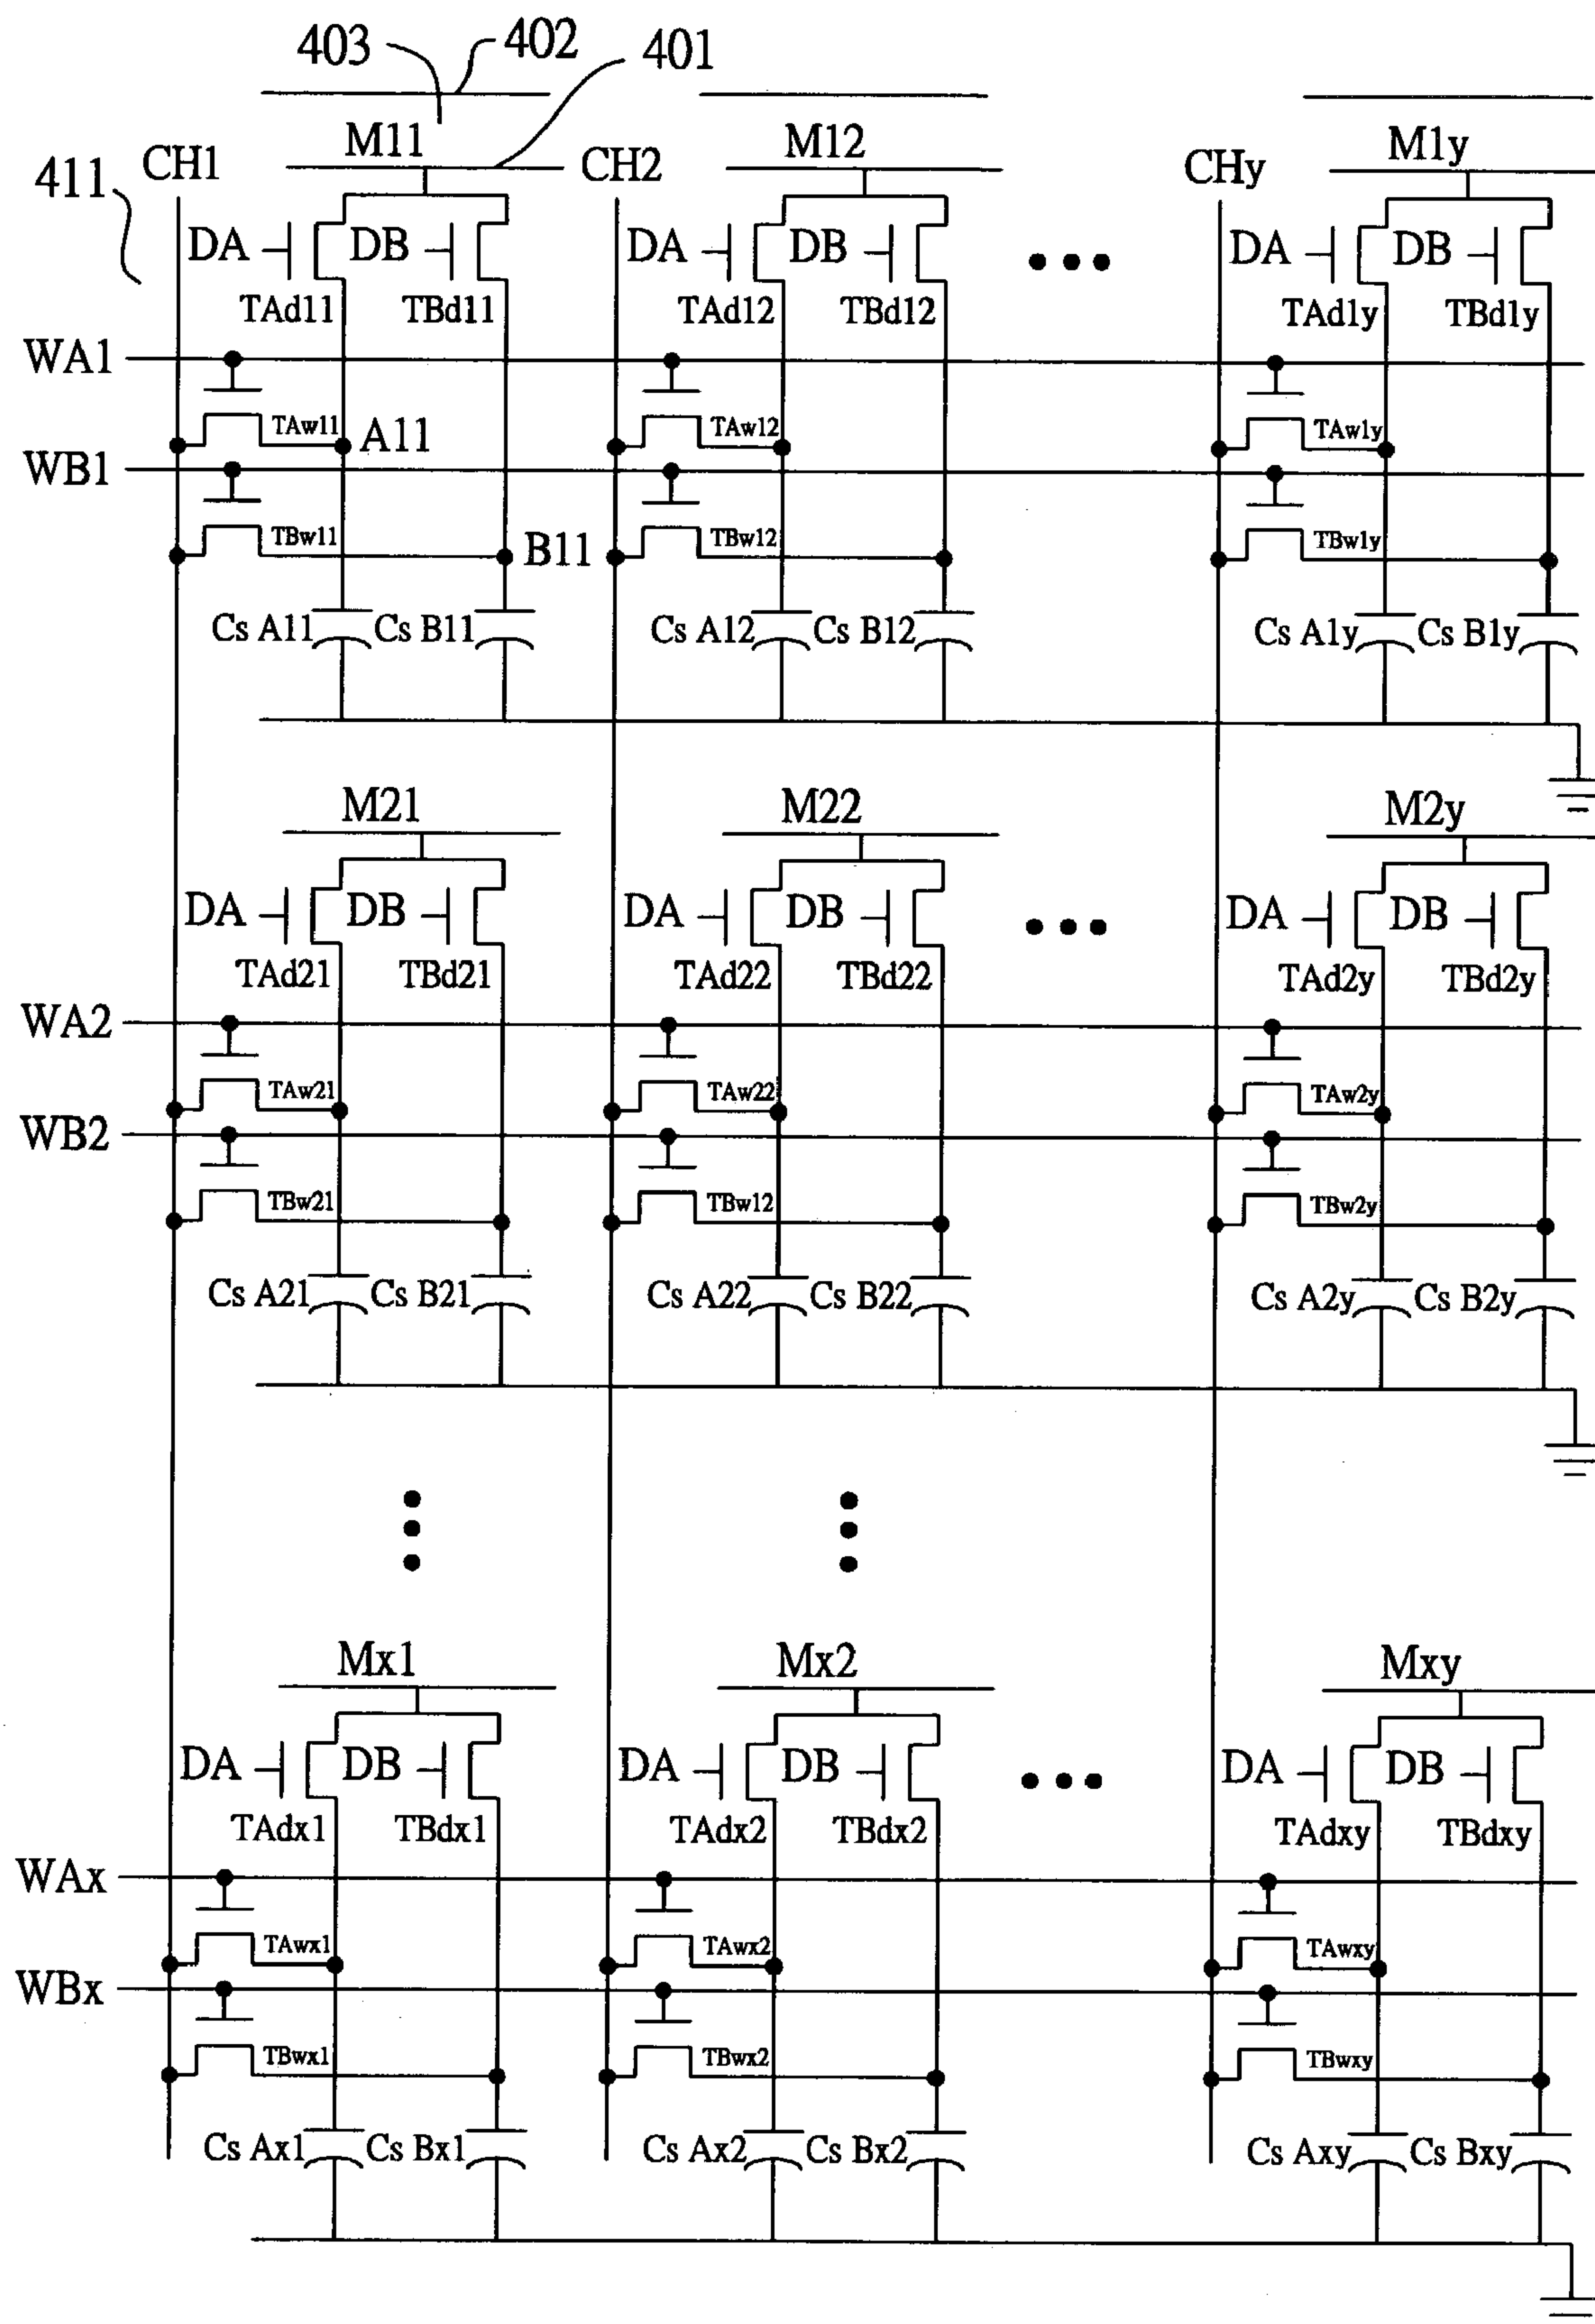 403 402 401
M11 M12 M1y
411 CH1 CH2 CHy
DA DB DA DB DA DB
TAd11 TBd11 TAd12 TBd12 TAd1y TBd1y
WA1
TAw11 A11 TAw12 TAw1y
WB1
TBw11 B11 TBw12 TBw1y
Cs A11 Cs B11 Cs A12 Cs B12 Cs A1y Cs B1y
M21 M22 M2y
DA DB DA DB DA DB
TAd21 TBd21 TAd22 TBd22 TAd2y TBd2y
WA2
TAw21 TAw22 TAw2y
WB2
TBw21 TBw12 TBw2y
Cs A21 Cs B21 Cs A22 Cs B22 Cs A2y Cs B2y
Mx1 Mx2 Mxy
DA DB DA DB DA DB
TAdx1 TBdx1 TAdx2 TBdx2 TAdxy TBdxy
WAx
TAwx1 TAwx2 TAwxy
WBx
TBwx1 TBwx2 TBwxy
Cs Ax1 Cs Bx1 Cs Ax2 Cs Bx2 Cs Axy Cs Bxy